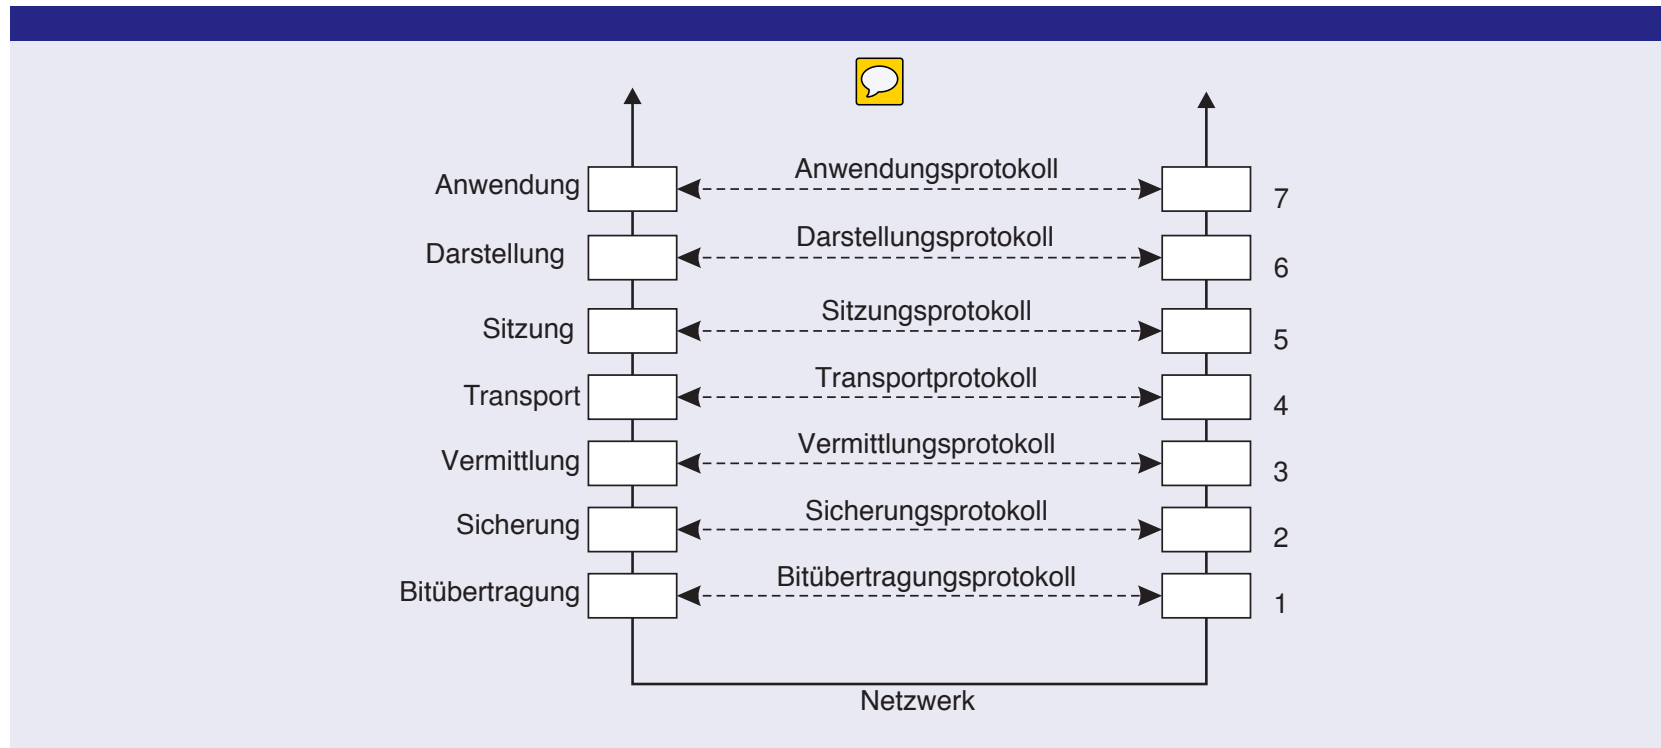 Anwendung Anwendungsprotokoll 7
Darstellung Darstellungsprotokoll 6
Sitzung Sitzungsprotokoll 5
Transport Transportprotokoll 4
Vermittlung Vermittlungsprotokoll 3
Sicherung Sicherungsprotokoll 2
Bitübertragung Bitübertragungsprotokoll 1
Netzwerk